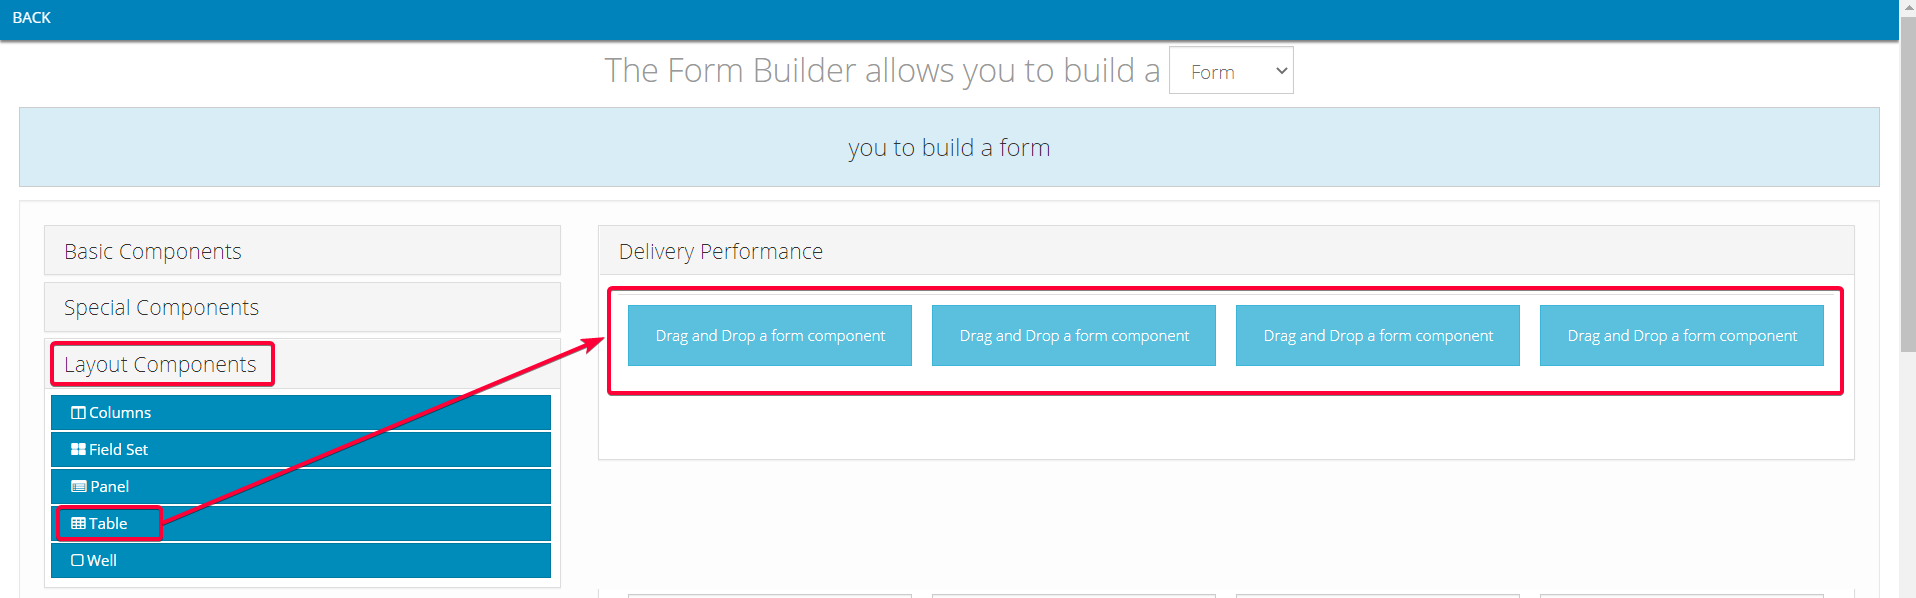 BACK
The Form Builder allows you to build a Form
you to build a form
Basic Components
Special Components
Layout Components
Columns
Field Set
Panel
Table
Well
Delivery Performance
Drag and Drop a form component
Drag and Drop a form component
Drag and Drop a form component
Drag and Drop a form component